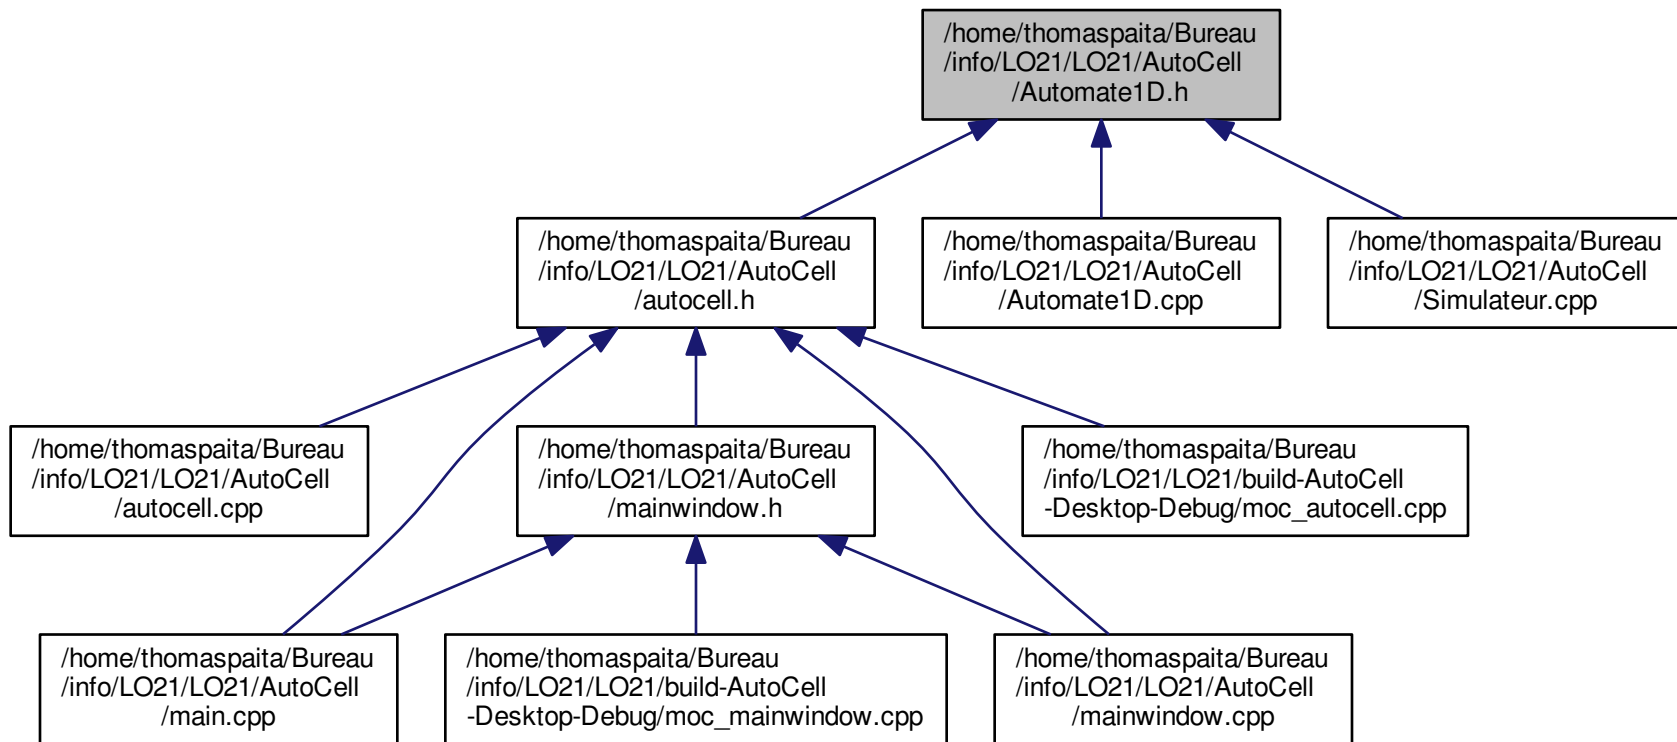 /home/thomaspaita/Bureau
/info/LO21/LO21/AutoCell
/Automate1D.h
/home/thomaspaita/Bureau
/info/LO21/LO21/AutoCell
/autocell.h
/home/thomaspaita/Bureau
/info/LO21/LO21/AutoCell
/Automate1D.cpp
/home/thomaspaita/Bureau
/info/LO21/LO21/AutoCell
/Simulateur.cpp
/home/thomaspaita/Bureau
/info/LO21/LO21/AutoCell
/autocell.cpp
/home/thomaspaita/Bureau
/info/LO21/LO21/AutoCell
/mainwindow.h
/home/thomaspaita/Bureau
/info/LO21/LO21/build-AutoCell
-Desktop-Debug/moc_autocell.cpp
/home/thomaspaita/Bureau
/info/LO21/LO21/AutoCell
/main.cpp
/home/thomaspaita/Bureau
/info/LO21/LO21/build-AutoCell
-Desktop-Debug/moc_mainwindow.cpp
/home/thomaspaita/Bureau
/info/LO21/LO21/AutoCell
/mainwindow.cpp